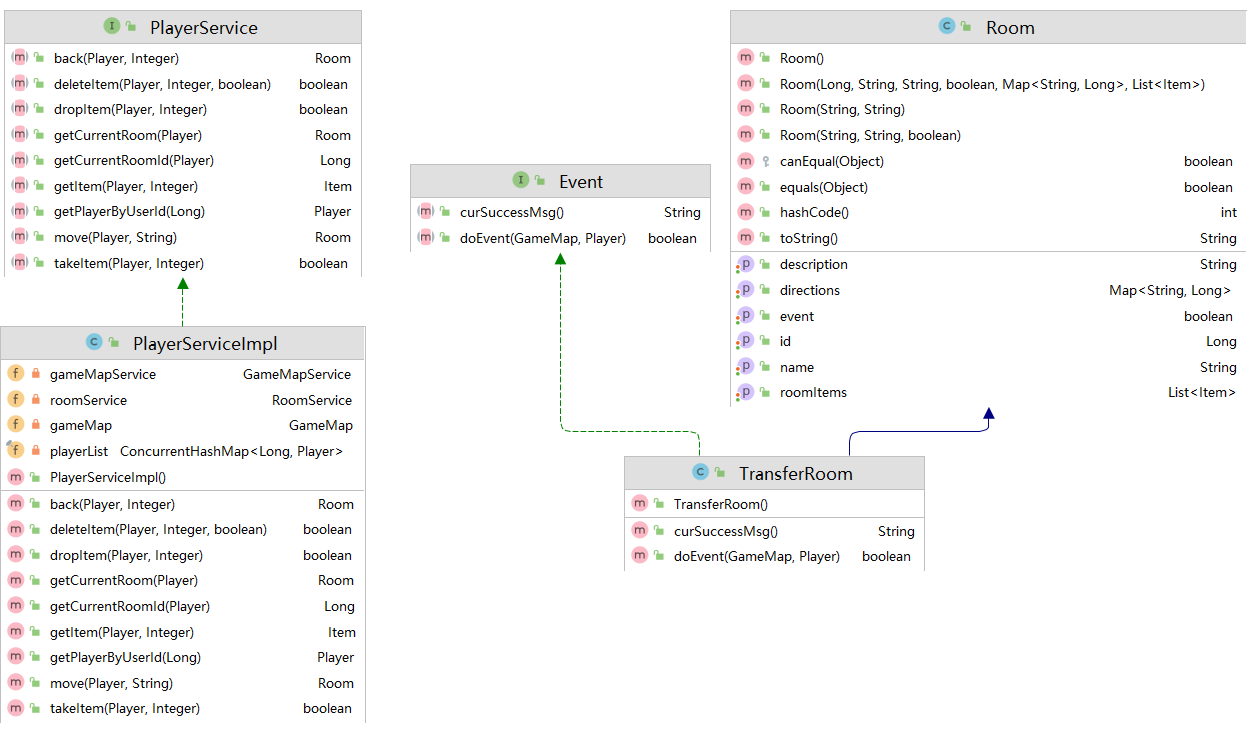 PlayerService
back(Player, Integer) Room
deleteItem(Player, Integer, boolean) boolean
dropItem(Player, Integer) boolean
getCurrentRoom(Player) Room
getCurrentRoomId(Player) Long
getItem(Player, Integer) Item
getPlayerByUserId(Long) Player
move(Player, String) Room
takeItem(Player, Integer) boolean
PlayerServiceImpl
gameMapService GameMapService
roomService RoomService
gameMap GameMap
playerList ConcurrentHashMap<Long, Player>
PlayerServiceImpl()
back(Player, Integer) Room
deleteItem(Player, Integer, boolean) boolean
dropItem(Player, Integer) boolean
getCurrentRoom(Player) Room
getCurrentRoomId(Player) Long
getItem(Player, Integer) Item
getPlayerByUserId(Long) Player
move(Player, String) Room
takeItem(Player, Integer) boolean
Event
curSuccessMsg() String
doEvent(GameMap, Player) boolean
Room
Room()
Room(Long, String, String, boolean, Map<String, Long>, List<Item>)
Room(String, String)
Room(String, String, boolean)
canEqual(Object) boolean
equals(Object) boolean
hashCode() int
toString() String
description String
directions Map<String, Long>
event boolean
id Long
name String
roomItems List<Item>
TransferRoom
TransferRoom()
curSuccessMsg() String
doEvent(GameMap, Player) boolean